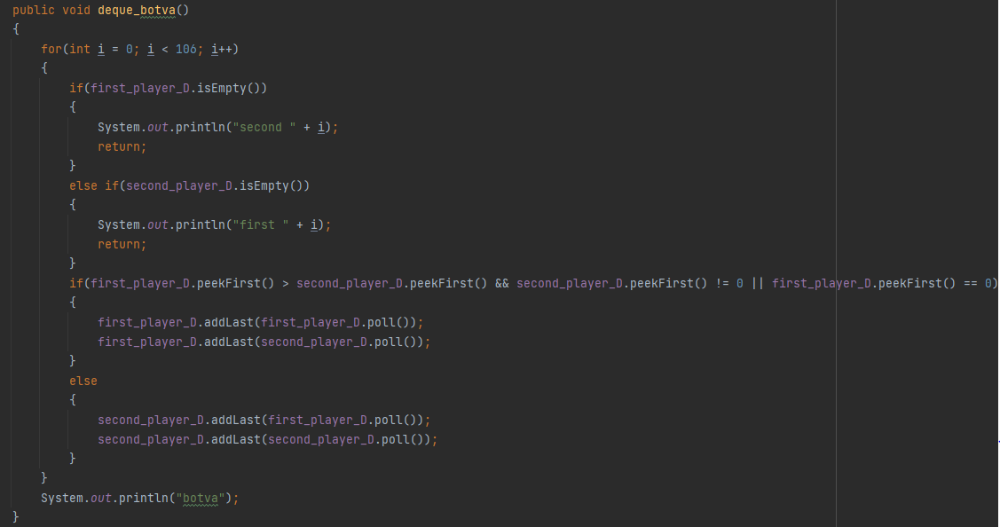 public void deque_botva()
{
    for(int i = 0; i < 106; i++)
    {
        if(first_player_D.isEmpty())
        {
            System.out.println("second " + i);
            return;
        }
        else if(second_player_D.isEmpty())
        {
            System.out.println("first " + i);
            return;
        }
        if(first_player_D.peekFirst() > second_player_D.peekFirst() && second_player_D.peekFirst() != 0 || first_player_D.peekFirst() == 0)
        {
            first_player_D.addLast(first_player_D.poll());
            first_player_D.addLast(second_player_D.poll());
        }
        else
        {
            second_player_D.addLast(first_player_D.poll());
            second_player_D.addLast(second_player_D.poll());
        }
    }
    System.out.println("botva");
}